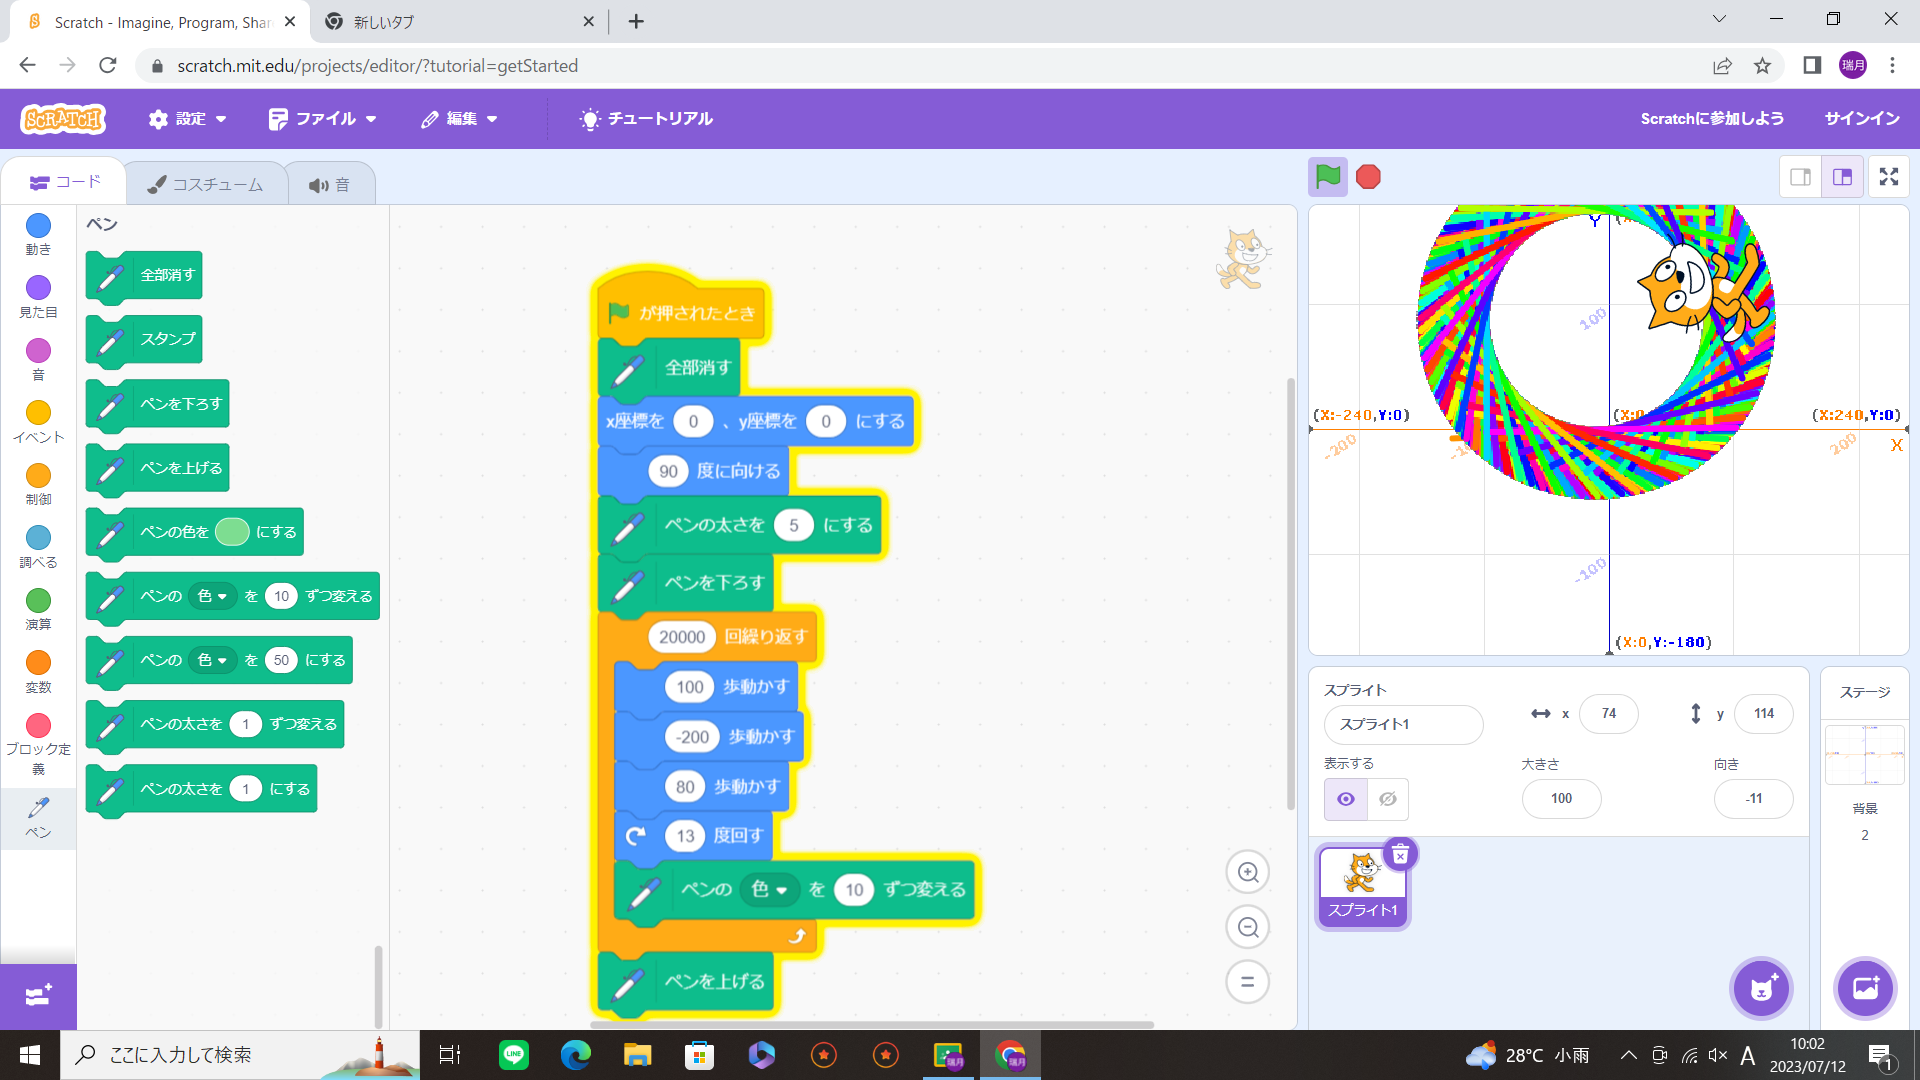 Scratch - Imagine, Program, Shar
新しいタブ
scratch.mit.edu/projects/editor/?tutorial=getStarted
瑞月
SCRATCH
設定
ファイル
編集
チュートリアル
Scratchに参加しよう
サインイン
コード
コスチューム
音
動き
見た目
音
イベント
制御
調べる
演算
変数
ブロック定
義
ペン
ペン
全部消す
スタンプ
ペンを下ろす
ペンを上げる
ペンの色を にする
ペンの 色 を 10 ずつ変える
ペンの 色 を 50 にする
ペンの太さを 1 ずつ変える
ペンの太さを 1 にする
が押されたとき
全部消す
x座標を 0 、y座標を 0 にする
90 度に向ける
ペンの太さを 5 にする
ペンを下ろす
20000 回繰り返す
100 歩動かす
-200 歩動かす
80 歩動かす
13 度回す
ペンの 色 を 10 ずつ変える
ペンを上げる
Y
100
(X:-240,Y:0)
(X:0
(X:240,Y:0)
-200
-10
200
X
-100
(X:0,Y:-180)
スプライト
スプライト1
x 74
y 114
表示する
大きさ
100
向き
-11
スプライト1
ステージ
背景
2
ここに入力して検索
LINE
瑞月
瑞月
28°C 小雨
A
10:02
2023/07/12
1